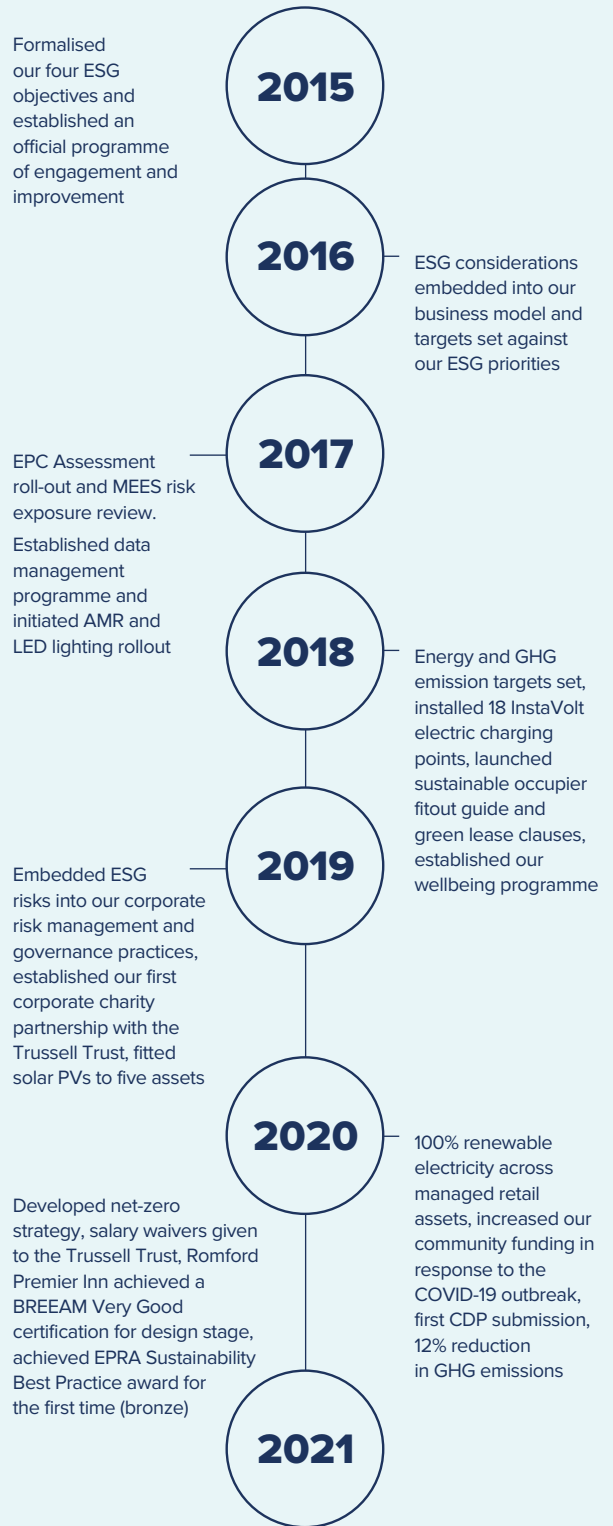 Formalised
our four ESG
objectives and
established an
official programme
of engagement and
improvement
2015
2016
ESG considerations
embedded into our
business model and
targets set against
our ESG priorities
EPC Assessment
roll-out and MEES risk
exposure review.
Established data
management
programme and
initiated AMR and
LED lighting rollout
2017
2018
Energy and GHG
emission targets set,
installed 18 InstaVolt
electric charging
points, launched
sustainable occupier
fitout guide and
green lease clauses,
established our
wellbeing programme
Embedded ESG
risks into our corporate
risk management and
governance practices,
established our first
corporate charity
partnership with the
Trussell Trust, fitted
solar PVs to five assets
2019
2020
100% renewable
electricity across
managed retail
assets, increased our
community funding in
response to the
COVID-19 outbreak,
first CDP submission,
12% reduction
in GHG emissions
Developed net-zero
strategy, salary waivers given
to the Trussell Trust, Romford
Premier Inn achieved a
BREEAM Very Good
certification for design stage,
achieved EPRA Sustainability
Best Practice award for
the first time (bronze)
2021